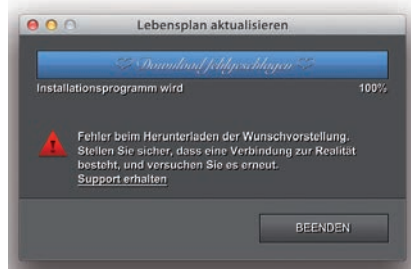 Lebensplan aktualisieren
Download fehlgeschlagen
Installationsprogramm wird 100%
Fehler beim Herunterladen der Wunschvorstellung.
Stellen Sie sicher, dass eine Verbindung zur Realität
besteht, und versuchen Sie es erneut.
Support erhalten
BEENDEN